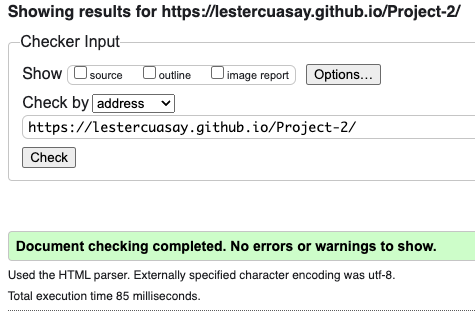 Showing results for https://lestercuasay.github.io/Project-2/
Checker Input
Show source outline image report Options...
Check by address
https://lestercuasay.github.io/Project-2/
Check
Document checking completed. No errors or warnings to show.
Used the HTML parser. Externally specified character encoding was utf-8.
Total execution time 85 milliseconds.